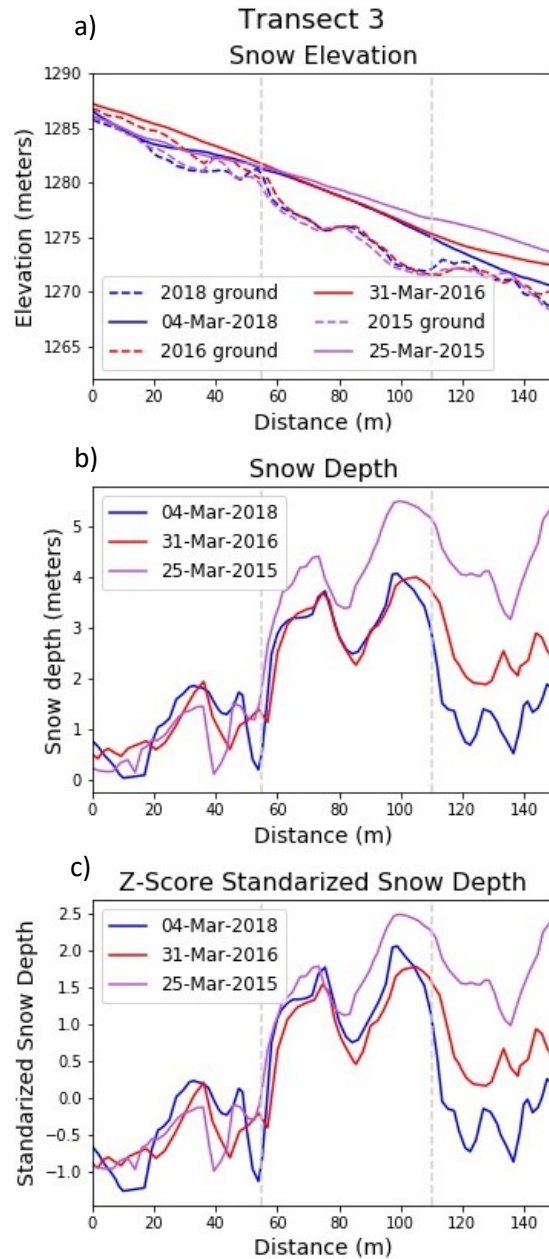 Transect 3
a)
Snow Elevation
1290
1285
1280
1275
1270
1265
Elevation (meters)
2018 ground
04-Mar-2018
2016 ground
31-Mar-2016
2015 ground
25-Mar-2015
0 20 40 60 80 100 120 140
Distance (m)
b)
Snow Depth
5
4
3
2
1
0
Snow depth (meters)
04-Mar-2018
31-Mar-2016
25-Mar-2015
0 20 40 60 80 100 120 140
Distance (m)
c)
Z-Score Standarized Snow Depth
2.5
2.0
1.5
1.0
0.5
0.0
−0.5
−1.0
Standarized Snow Depth
04-Mar-2018
31-Mar-2016
25-Mar-2015
0 20 40 60 80 100 120 140
Distance (m)